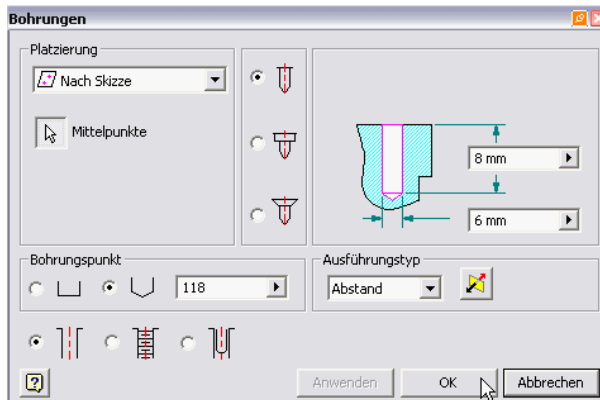 Bohrungen
Platzierung
Nach Skizze
Mittelpunkte
8 mm
6 mm
Bohrungspunkt
118
Ausführungstyp
Abstand
?
Anwenden
OK
Abbrechen